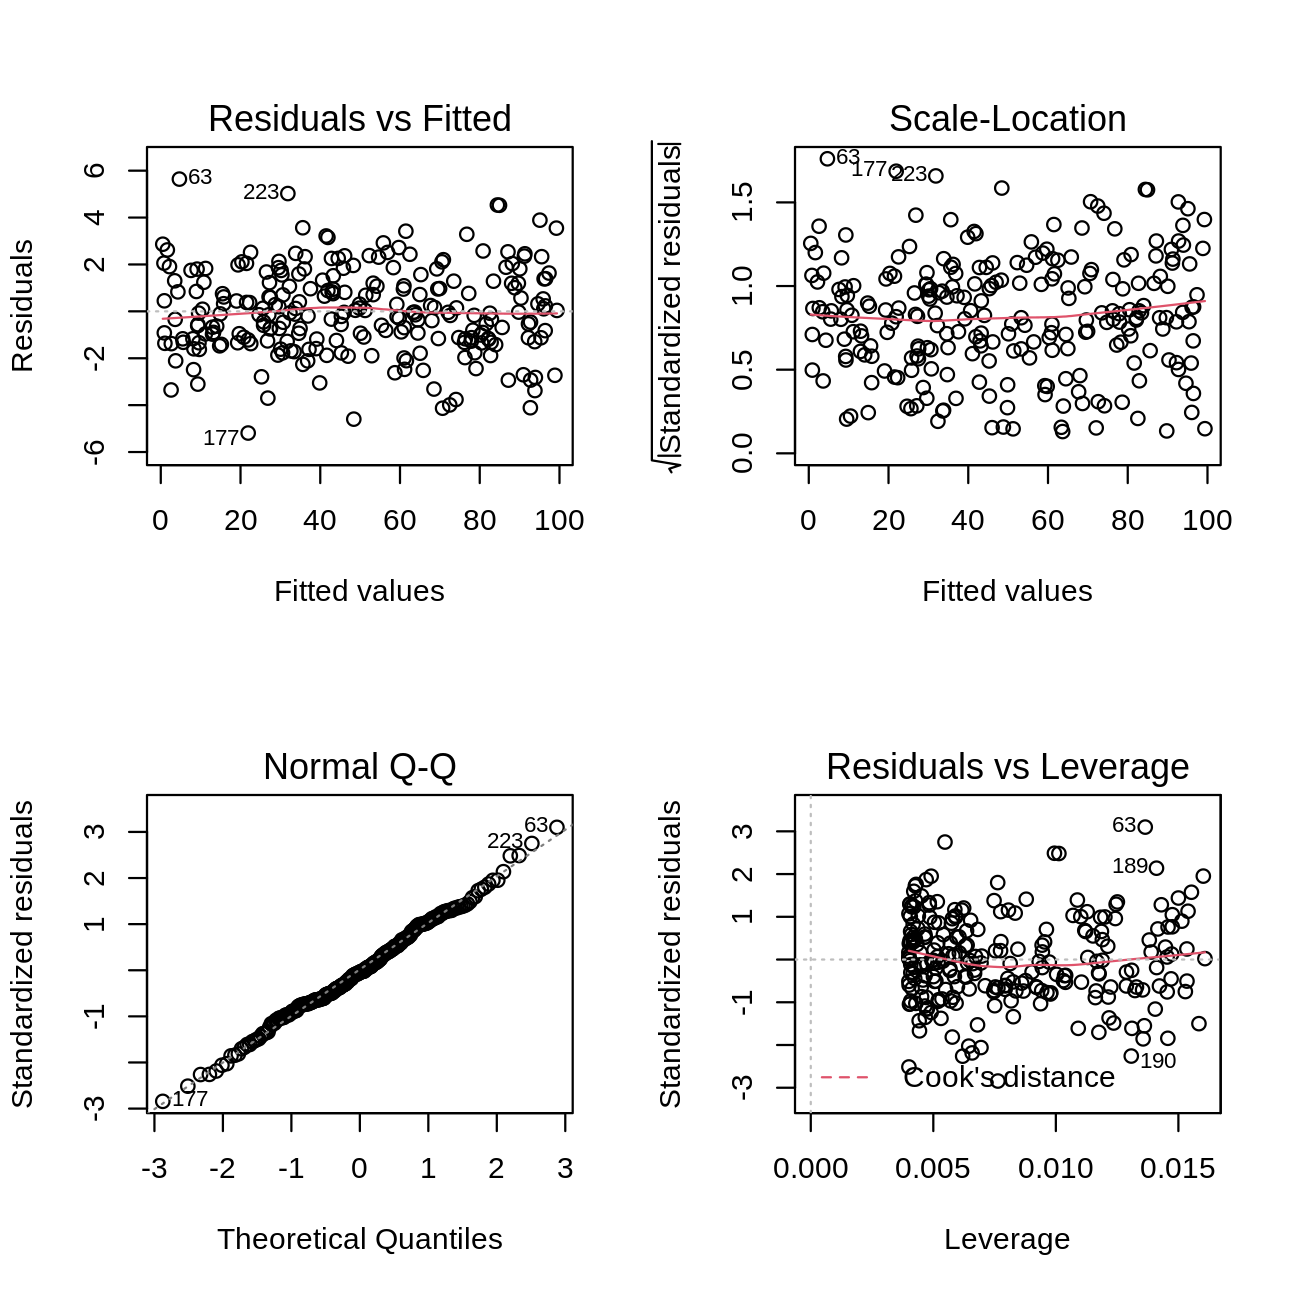 Residuals vs Fitted
Residuals
6
4
2
-2
-6
63
223
177
0 20 40 60 80 100
Fitted values
Scale-Location
√|Standardized residuals|
1.5
1.0
0.5
0.0
63
177
223
0 20 40 60 80 100
Fitted values
Normal Q-Q
Standardized residuals
3
2
1
-1
-3
63
223
177
-3 -2 -1 0 1 2 3
Theoretical Quantiles
Residuals vs Leverage
Standardized residuals
3
2
1
-1
-3
63
189
190
Cook's distance
0.000 0.005 0.010 0.015
Leverage